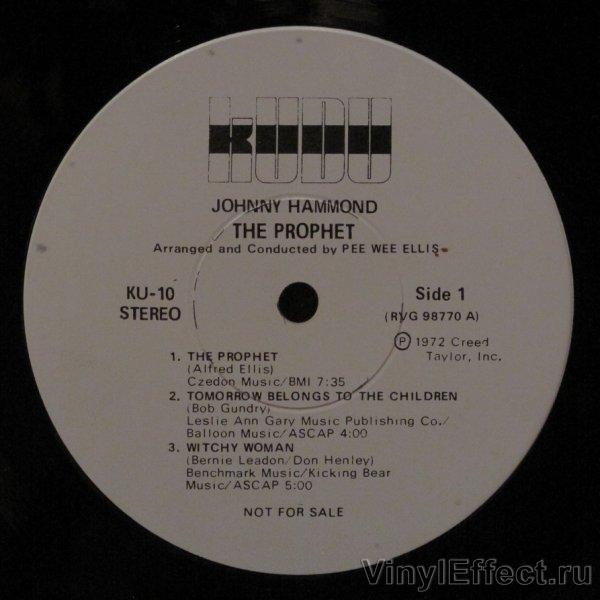 KUDU
JOHNNY HAMMOND
THE PROPHET
Arranged and Conducted by PEE WEE ELLIS
KU-10
STEREO
Side 1
(RVG 98770 A)
Ⓟ 1972 Creed
Taylor, Inc.
1. THE PROPHET
(Alfred Ellis)
Czedon Music/BMI 7:35
2. TOMORROW BELONGS TO THE CHILDREN
(Bob Gundry)
Leslie Ann Gary Music Publishing Co./
Balloon Music/ASCAP 4:00
3. WITCHY WOMAN
(Bernie Leadon/Don Henley)
Benchmark Music/Kicking Bear
Music/ASCAP 5:00
NOT FOR SALE
VinylEffect.ru